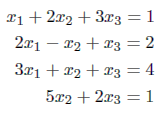 x₁ + 2x₂ + 3x₃ = 1
2x₁ − x₂ + x₃ = 2
3x₁ + x₂ + x₃ = 4
5x₂ + 2x₃ = 1